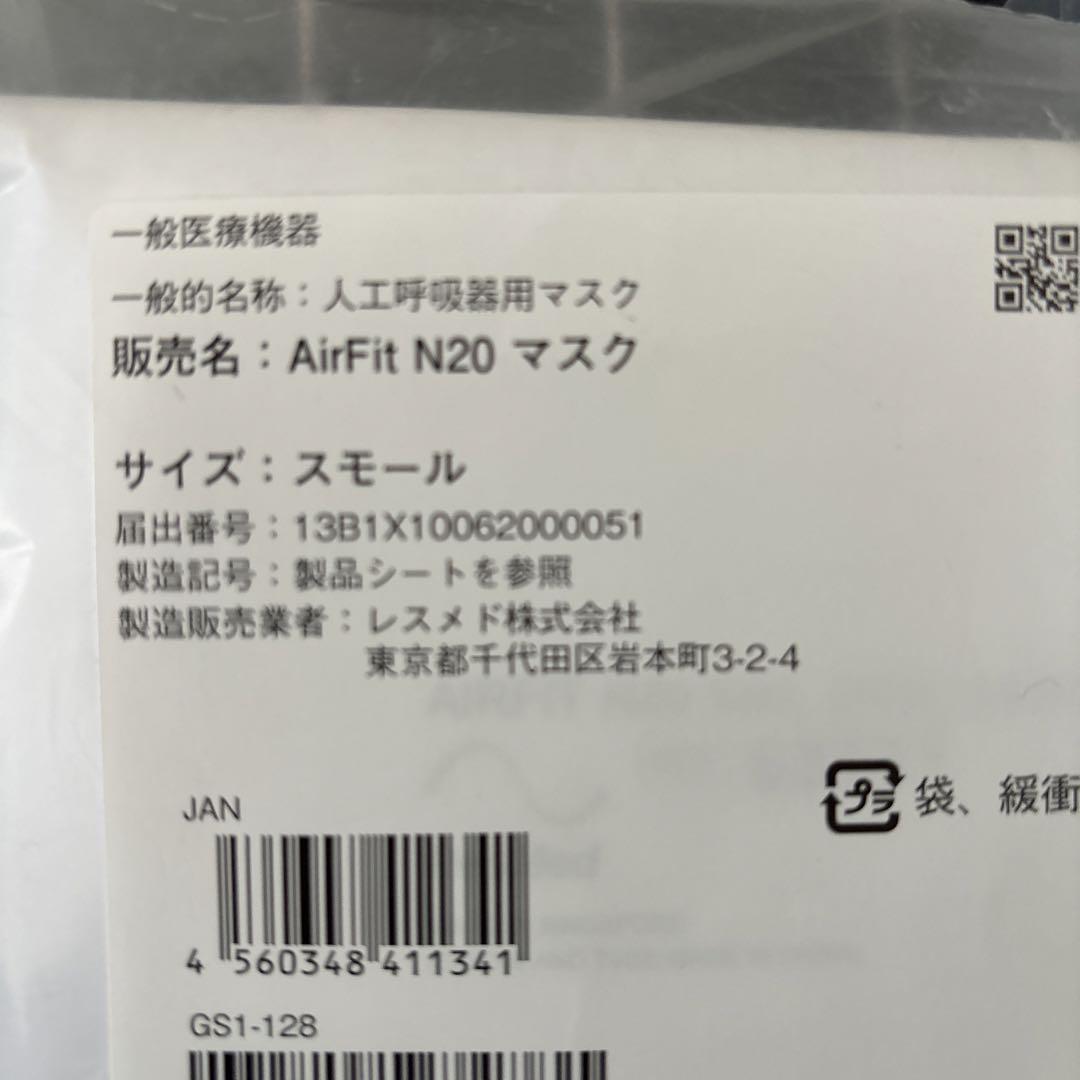 一般医療機器
一般的名称：人工呼吸器用マスク
販売名：AirFit N20 マスク
サイズ：スモール
届出番号：13B1X10062000051
製造記号：製品シートを参照
製造販売業者：レスメド株式会社
東京都千代田区岩本町3-2-4
プラ 袋、緩衝
JAN
4 560348 411341
GS1-128